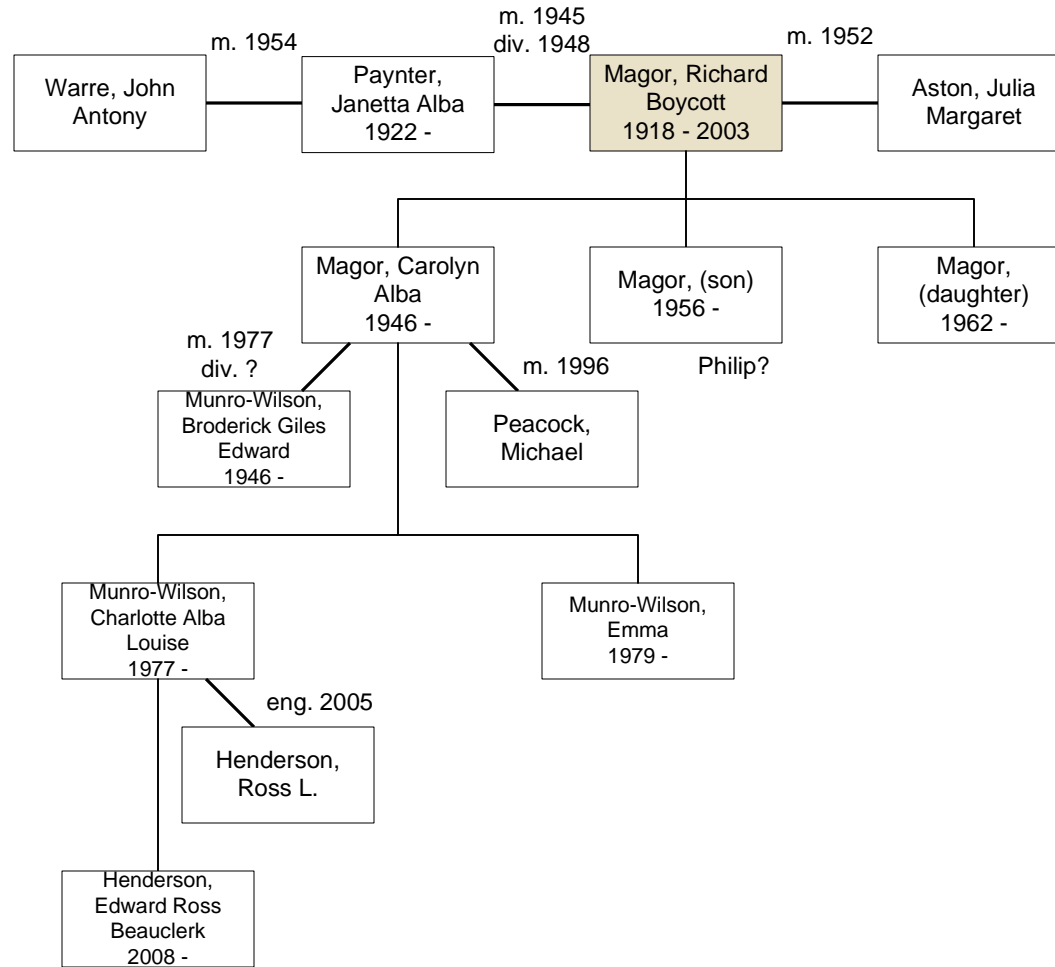 m. 1954
m. 1945
div. 1948
m. 1952
Warre, John
Antony
Paynter,
Janetta Alba
1922 -
Magor, Richard
Boycott
1918 - 2003
Aston, Julia
Margaret
Magor, Carolyn
Alba
1946 -
Magor, (son)
1956 -
Magor,
(daughter)
1962 -
m. 1977
div. ?
m. 1996
Philip?
Munro-Wilson,
Broderick Giles
Edward
1946 -
Peacock,
Michael
Munro-Wilson,
Charlotte Alba
Louise
1977 -
Munro-Wilson,
Emma
1979 -
eng. 2005
Henderson,
Ross L.
Henderson,
Edward Ross
Beauclerk
2008 -